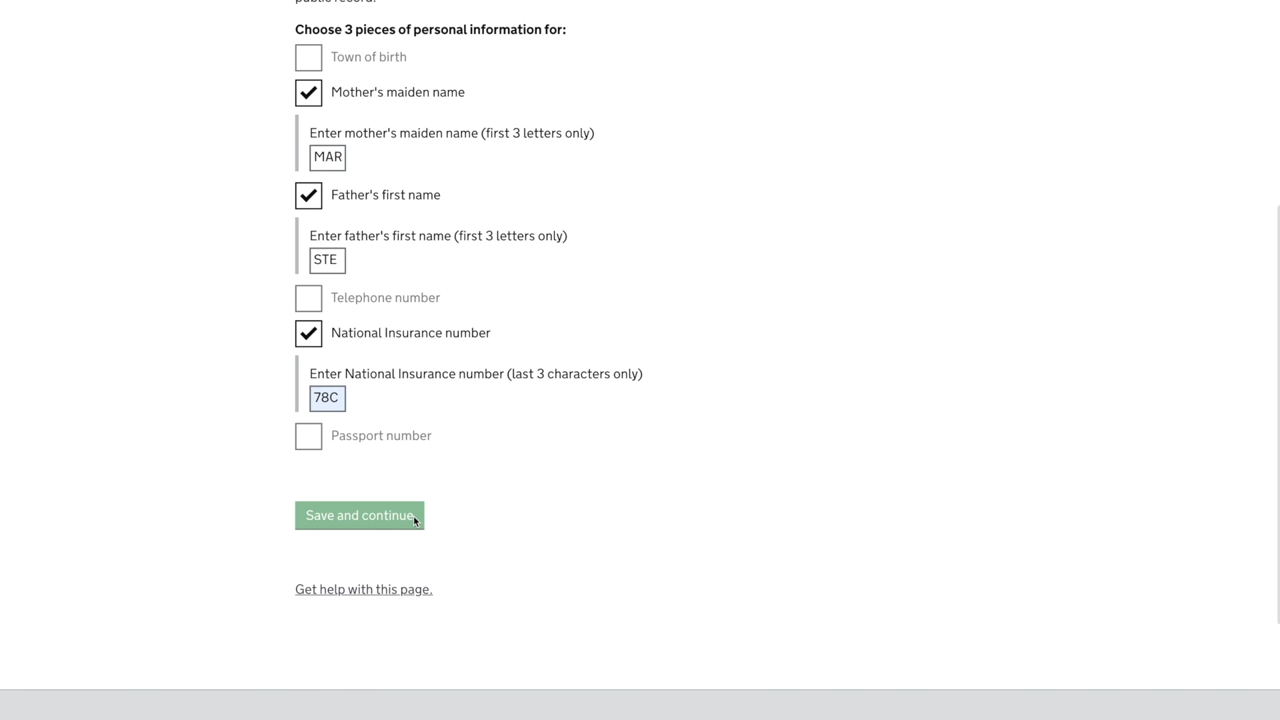 public record.
Choose 3 pieces of personal information for:
Town of birth
Mother's maiden name
Enter mother's maiden name (first 3 letters only)
MAR
Father's first name
Enter father's first name (first 3 letters only)
STE
Telephone number
National Insurance number
Enter National Insurance number (last 3 characters only)
78C
Passport number
Save and continue
Get help with this page.